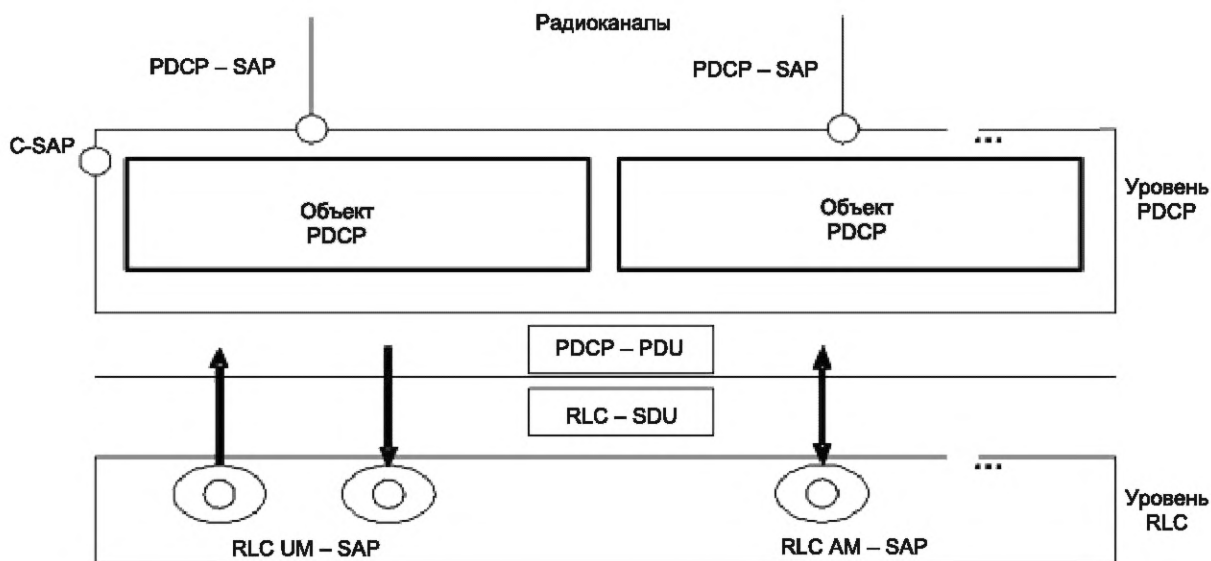 Радиоканалы
PDCP – SAP
PDCP – SAP
C-SAP
Объект
PDCP
Объект
PDCP
Уровень
PDCP
...
PDCP – PDU
RLC – SDU
...
Уровень
RLC
RLC UM – SAP
RLC AM – SAP